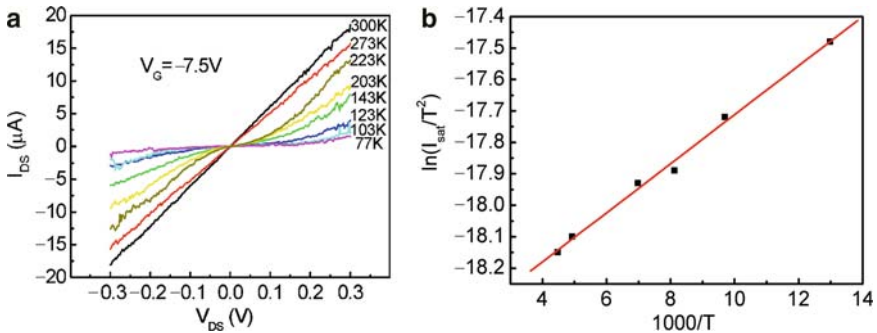 a
V_G = −7.5V
300K
273K
223K
203K
143K
123K
103K
77K
I_DS (μA)
20
15
10
5
0
−5
−10
−15
−20
−0.3 −0.2 −0.1 0.0 0.1 0.2 0.3
V_DS (V)
b
ln(I_sat/T²)
−17.4
−17.5
−17.6
−17.7
−17.8
−17.9
−18.0
−18.1
−18.2
4 6 8 10 12 14
1000/T